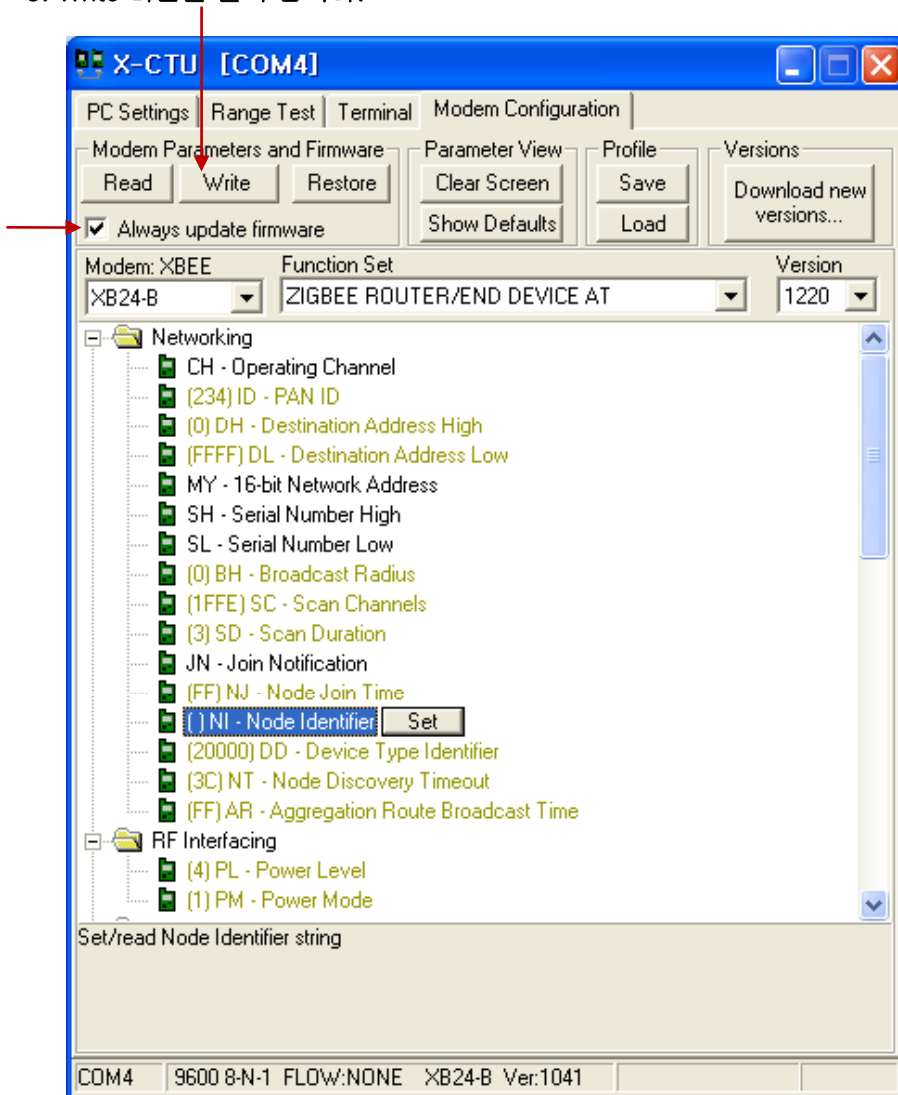 X-CTU [COM4]
PC Settings Range Test Terminal Modem Configuration
Modem Parameters and Firmware Parameter View Profile Versions
Read Write Restore Clear Screen Save Download new versions...
Always update firmware Show Defaults Load
Modem: XBEE Function Set Version
XB24-B ZIGBEE ROUTER/END DEVICE AT 1220
Networking
CH - Operating Channel
(234) ID - PAN ID
(0) DH - Destination Address High
(FFFF) DL - Destination Address Low
MY - 16-bit Network Address
SH - Serial Number High
SL - Serial Number Low
(0) BH - Broadcast Radius
(1FFE) SC - Scan Channels
(3) SD - Scan Duration
JN - Join Notification
(FF) NJ - Node Join Time
( ) NI - Node Identifier Set
(20000) DD - Device Type Identifier
(3C) NT - Node Discovery Timeout
(FF) AR - Aggregation Route Broadcast Time
RF Interfacing
(4) PL - Power Level
(1) PM - Power Mode
Set/read Node Identifier string
COM4 9600 8-N-1 FLOW:NONE XB24-B Ver:1041